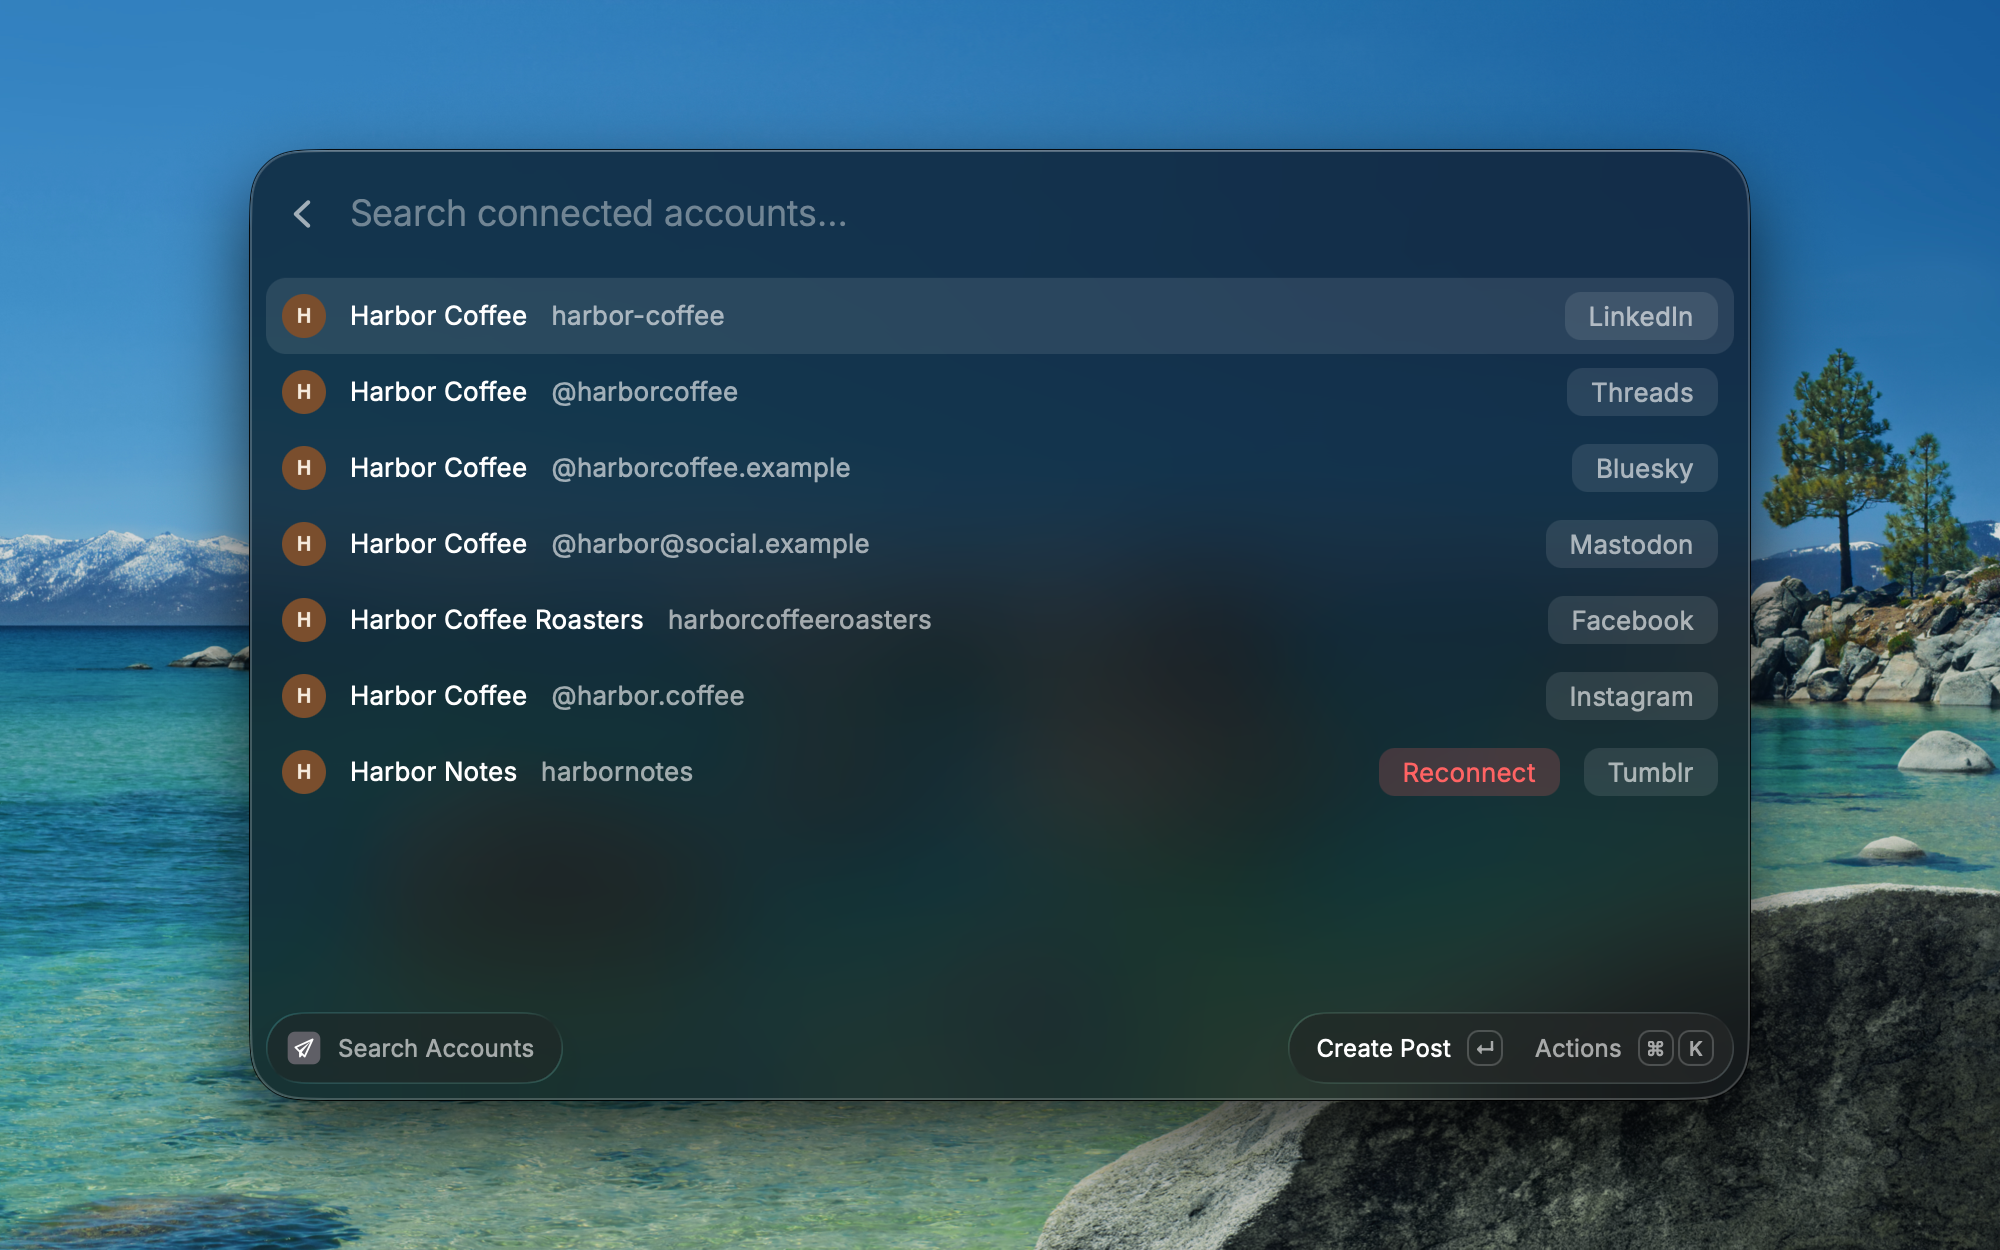 Search connected accounts...
H Harbor Coffee harbor-coffee LinkedIn
H Harbor Coffee @harborcoffee Threads
H Harbor Coffee @harborcoffee.example Bluesky
H Harbor Coffee @harbor@social.example Mastodon
H Harbor Coffee Roasters harborcoffeeroasters Facebook
H Harbor Coffee @harbor.coffee Instagram
H Harbor Notes harbornotes Reconnect Tumblr
Search Accounts Create Post ↵ Actions ⌘ K